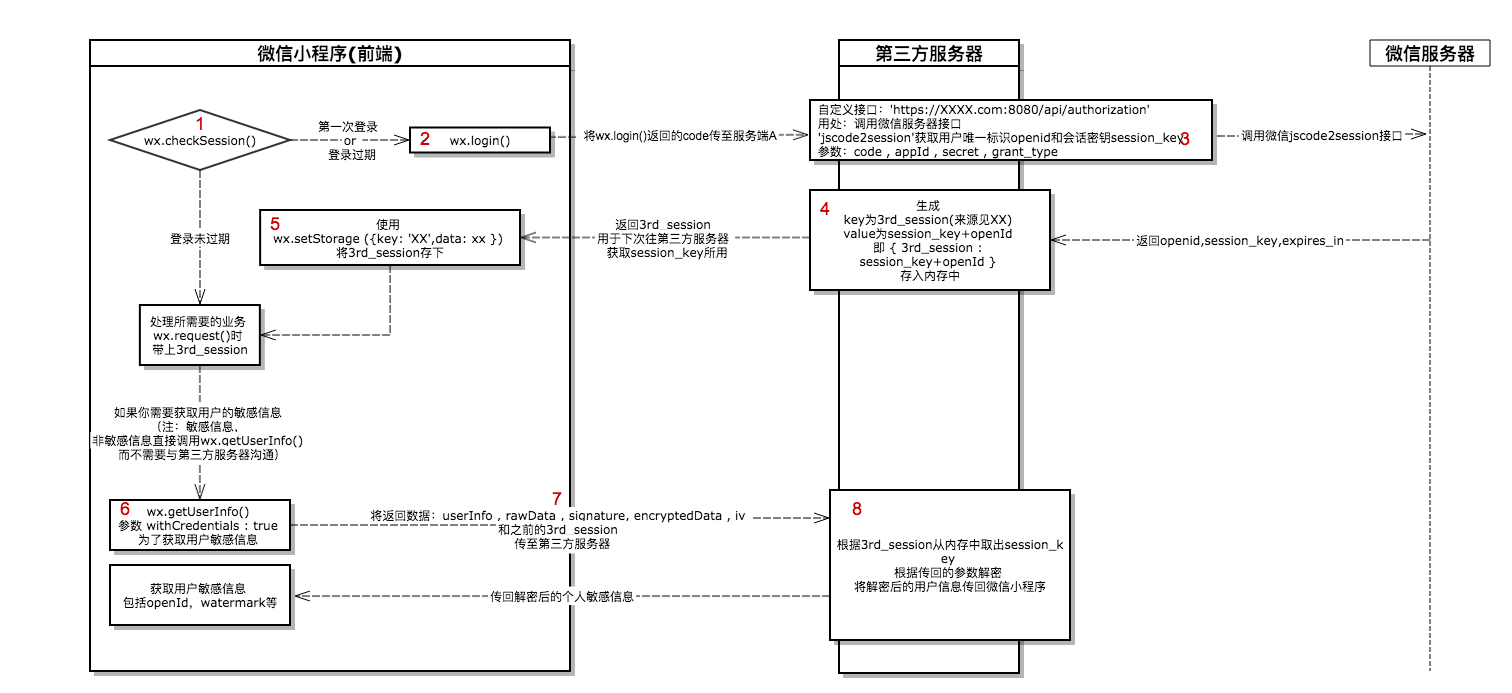 微信小程序(前端)
第三方服务器
微信服务器
1
wx.checkSession()
第一次登录
or
登录过期
2
wx.login()
将wx.login()返回的code传至服务端A
自定义接口：'https://XXXX.com:8080/api/authorization'
用处：调用微信服务器接口
'jscode2session'获取用户唯一标识openid和会话密钥session_key
参数：code , appId , secret , grant_type
3
调用微信jscode2session接口
4
生成
key为3rd_session(来源见XX)
value为session_key+openId
即 { 3rd_session :
session_key+openId }
存入内存中
返回openid,session_key,expires_in
返回3rd_session
用于下次往第三方服务器
获取session_key所用
5
使用
wx.setStorage ({key: 'XX',data: xx })
将3rd_session存下
登录未过期
处理所需要的业务
wx.request()时
带上3rd_session
如果你需要获取用户的敏感信息
（注：敏感信息，
非敏感信息直接调用wx.getUserInfo()
而不需要与第三方服务器沟通）
6
wx.getUserInfo()
参数 withCredentials : true
为了获取用户敏感信息
7
将返回数据：userInfo , rawData , signature, encryptedData , iv
和之前的3rd_session
传至第三方服务器
8
根据3rd_session从内存中取出session_k
ey
根据传回的参数解密
将解密后的用户信息传回微信小程序
传回解密后的个人敏感信息
获取用户敏感信息
包括openId，watermark等